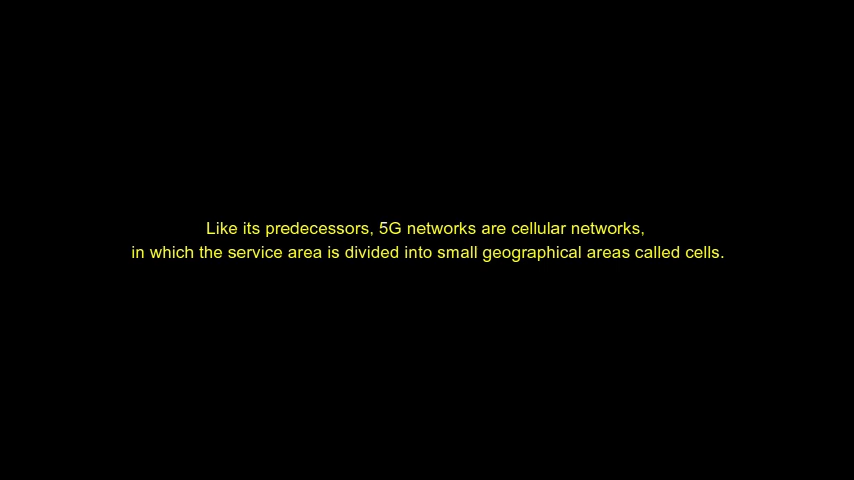 Like its predecessors, 5G networks are cellular networks,
in which the service area is divided into small geographical areas called cells.